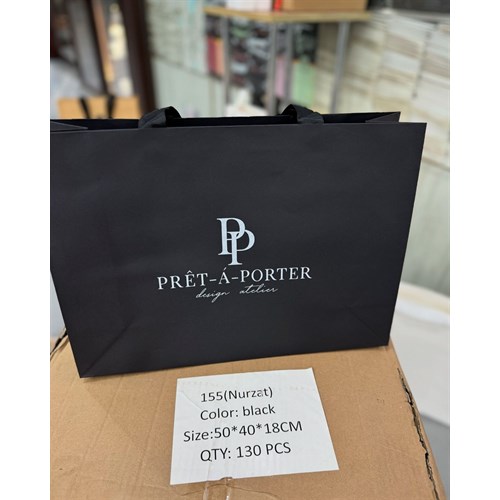 PP
PRÊT-Á-PORTER
design atelier
155(Nurzat)
Color: black
Size:50*40*18CM
QTY: 130 PCS